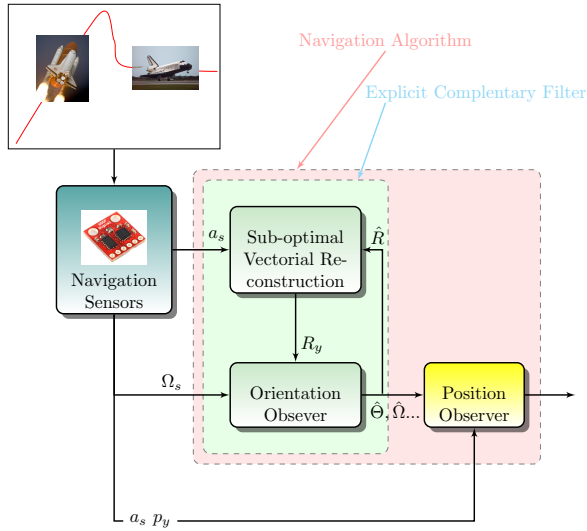 Navigation Algorithm
Explicit Complentary Filter
Navigation
Sensors
a_s
Sub-optimal
Vectorial Re-
construction
R̂
R_y
Ω_s
Orientation
Obsever
Θ̂, Ω̂...
Position
Observer
a_s p_y